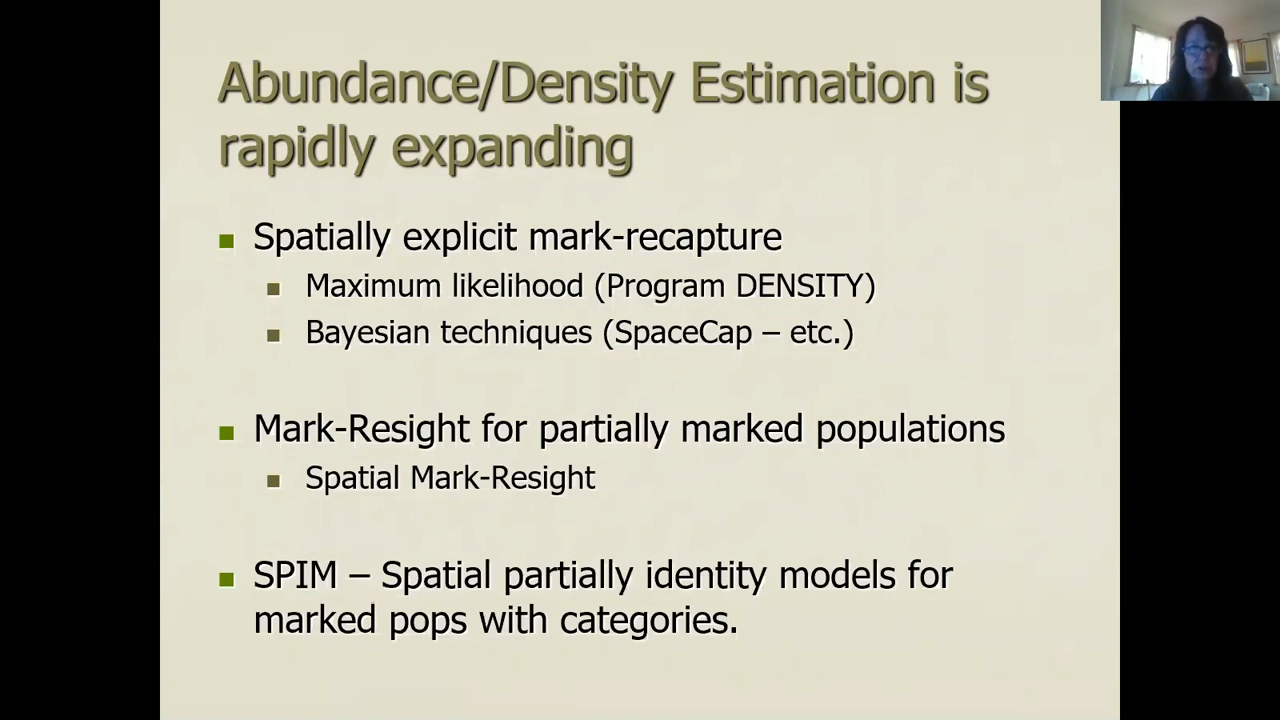 Abundance/Density Estimation is
rapidly expanding
Spatially explicit mark-recapture
Maximum likelihood (Program DENSITY)
Bayesian techniques (SpaceCap – etc.)
Mark-Resight for partially marked populations
Spatial Mark-Resight
SPIM – Spatial partially identity models for
marked pops with categories.